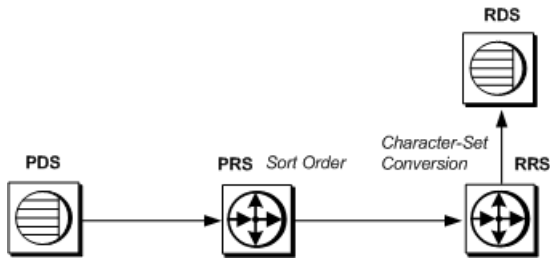 RDS
Character-Set
Conversion
PDS
PRS Sort Order
RRS